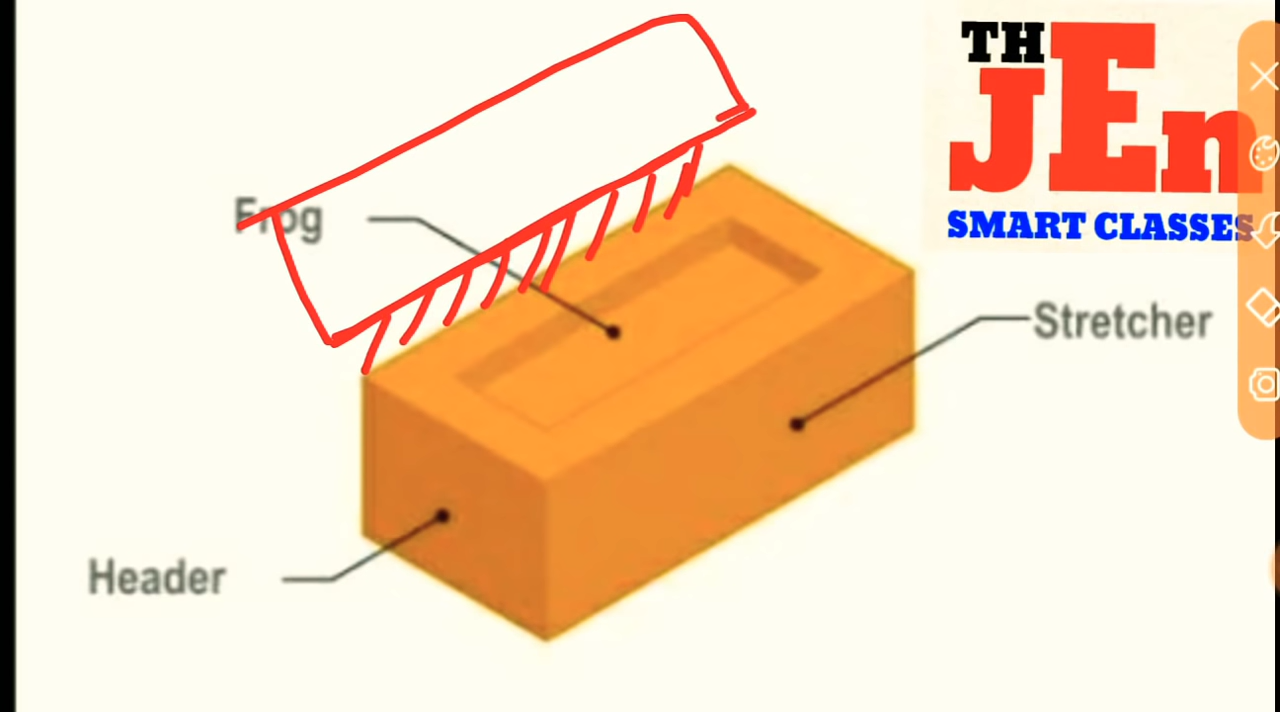 TH
JEn
SMART CLASSES
Frog
Stretcher
Header